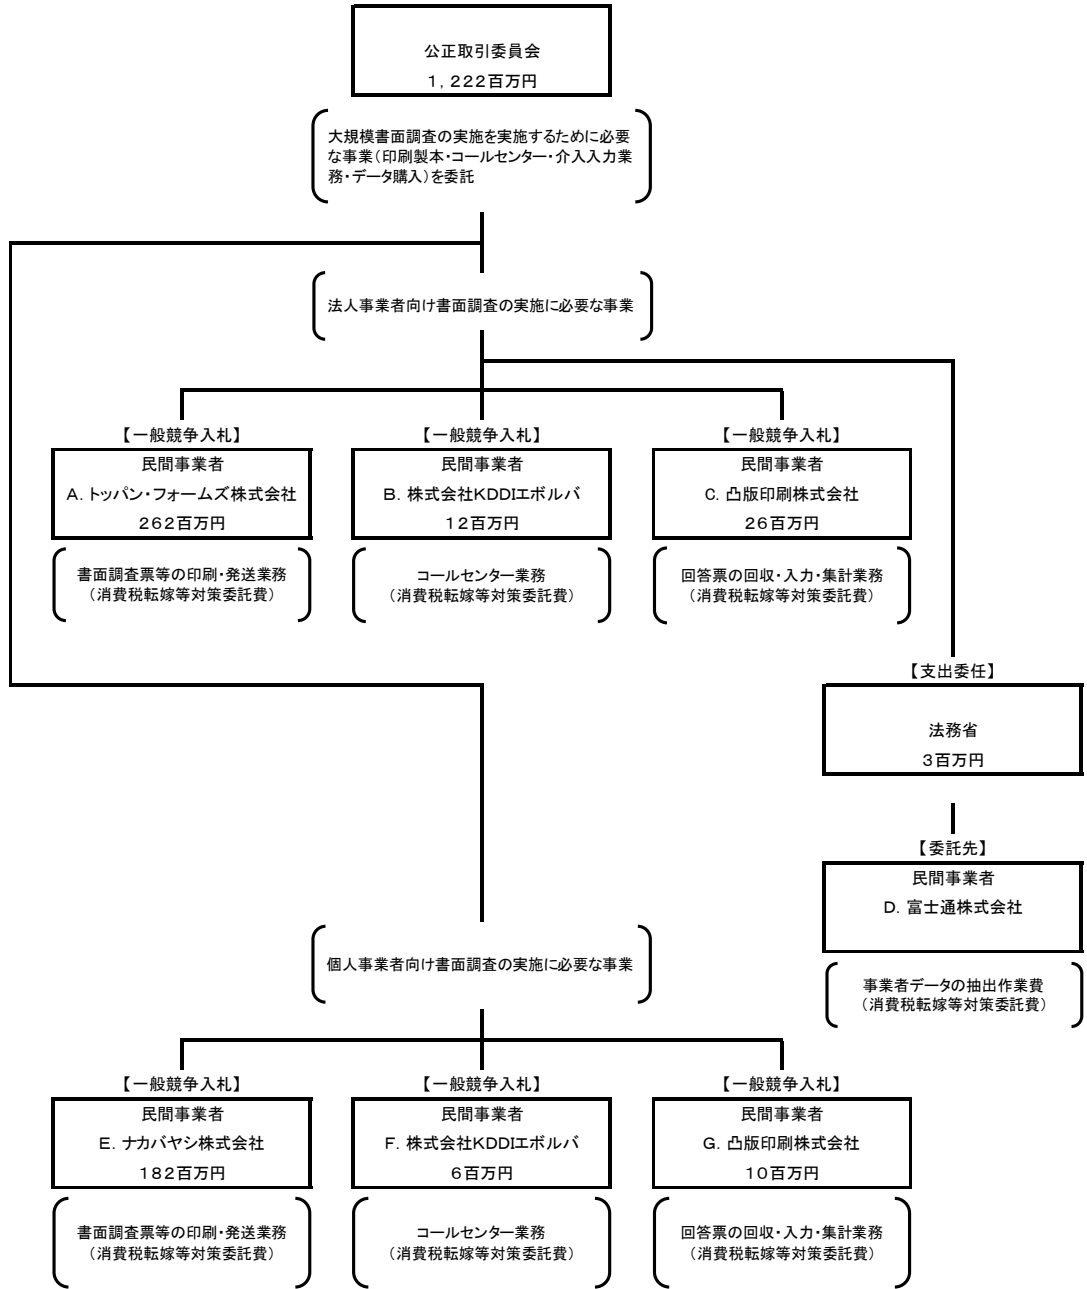 公正取引委員会
1,222百万円
大規模書面調査の実施を実施するために必要
な事業(印刷製本・コールセンター・介入入力業
務・データ購入)を委託
法人事業者向け書面調査の実施に必要な事業
【一般競争入札】 【一般競争入札】 【一般競争入札】
民間事業者 民間事業者 民間事業者
A.トッパン・フォームズ株式会社 B.株式会社KDDIエボルバ C.凸版印刷株式会社
262百万円 12百万円 26百万円
書面調査票等の印刷・発送業務 コールセンター業務 回答票の回収・入力・集計業務
(消費税転嫁等対策委託費) (消費税転嫁等対策委託費) (消費税転嫁等対策委託費)
【支出委任】
法務省
3百万円
【委託先】
民間事業者
D.富士通株式会社
個人事業者向け書面調査の実施に必要な事業
事業者データの抽出作業費
(消費税転嫁等対策委託費)
【一般競争入札】 【一般競争入札】 【一般競争入札】
民間事業者 民間事業者 民間事業者
E.ナカバヤシ株式会社 F.株式会社KDDIエボルバ G.凸版印刷株式会社
182百万円 6百万円 10百万円
書面調査票等の印刷・発送業務 コールセンター業務 回答票の回収・入力・集計業務
(消費税転嫁等対策委託費) (消費税転嫁等対策委託費) (消費税転嫁等対策委託費)